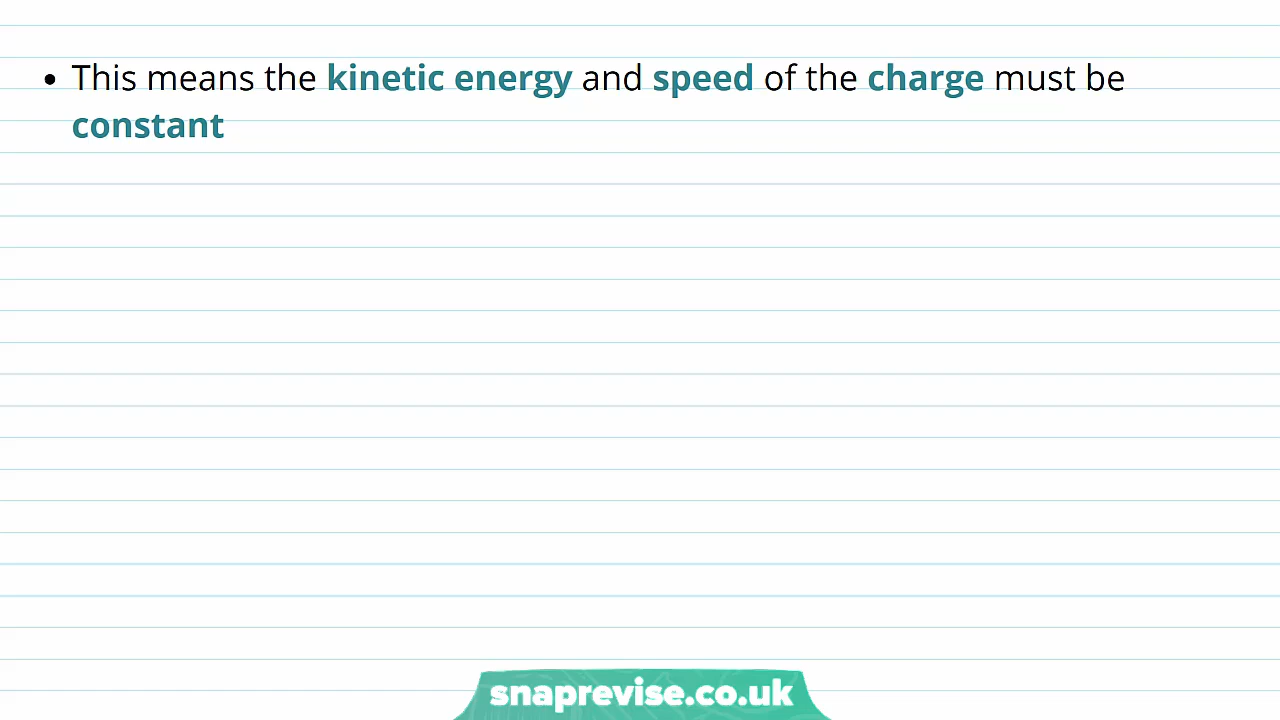 • This means the kinetic energy and speed of the charge must be
constant
snaprevise.co.uk